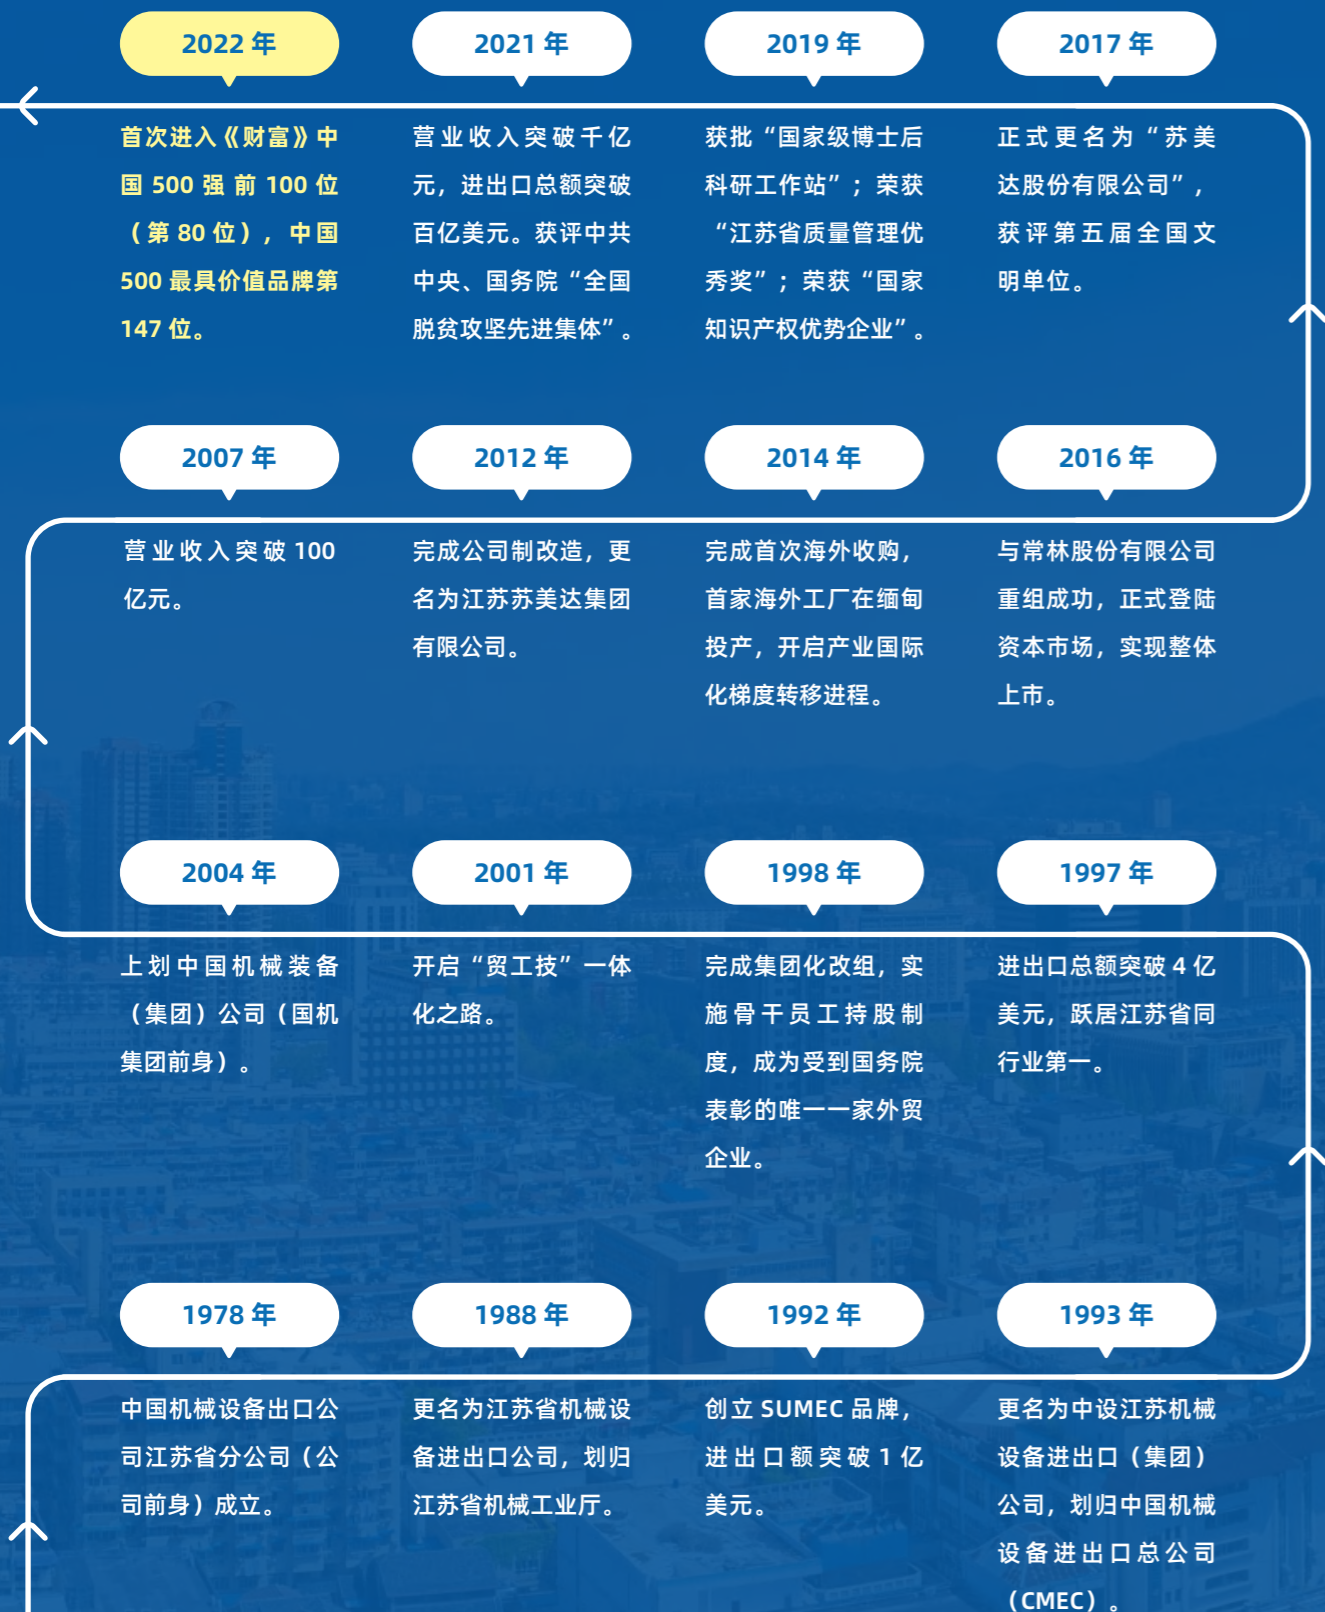 2022 年
首次进入《财富》中
国 500 强 前 100 位
（第 80 位），中国
500 最具价值品牌第
147 位。
2021 年
营业收入突破千亿
元，进出口总额突破
百亿美元。获评中共
中央、国务院“全国
脱贫攻坚先进集体”。
2019 年
获批“国家级博士后
科研工作站”；荣获
“江苏省质量管理优
秀奖”；荣获“国家
知识产权优势企业”。
2017 年
正式更名为“苏美
达股份有限公司”，
获评第五届全国文
明单位。
2007 年
营业收入突破 100
亿元。
2012 年
完成公司制改造，更
名为江苏苏美达集团
有限公司。
2014 年
完成首次海外收购，
首家海外工厂在缅甸
投产，开启产业国际
化梯度转移进程。
2016 年
与常林股份有限公司
重组成功，正式登陆
资本市场，实现整体
上市。
2004 年
上划中国机械装备
（集团）公司（国机
集团前身）。
2001 年
开启“贸工技”一体
化之路。
1998 年
完成集团化改组，实
施骨干员工持股制
度，成为受到国务院
表彰的唯一一家外贸
企业。
1997 年
进出口总额突破 4 亿
美元，跃居江苏省同
行业第一。
1978 年
中国机械设备出口公
司江苏省分公司（公
司前身）成立。
1988 年
更名为江苏省机械设
备进出口公司，划归
江苏省机械工业厅。
1992 年
创立 SUMEC 品牌，
进出口额突破 1 亿
美元。
1993 年
更名为中设江苏机械
设备进出口（集团）
公司，划归中国机械
设备进出口总公司
（CMEC）。